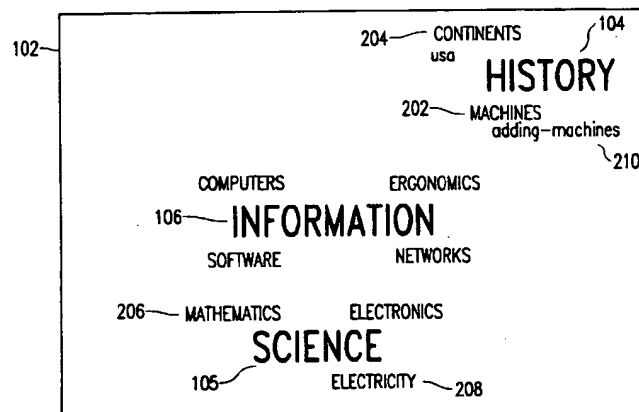 204 CONTINENTS 104
102 usa
HISTORY
202 MACHINES
adding-machines
210
COMPUTERS ERGONOMICS
106 INFORMATION
SOFTWARE NETWORKS
206 MATHEMATICS ELECTRONICS
SCIENCE
105 ELECTRICITY 208